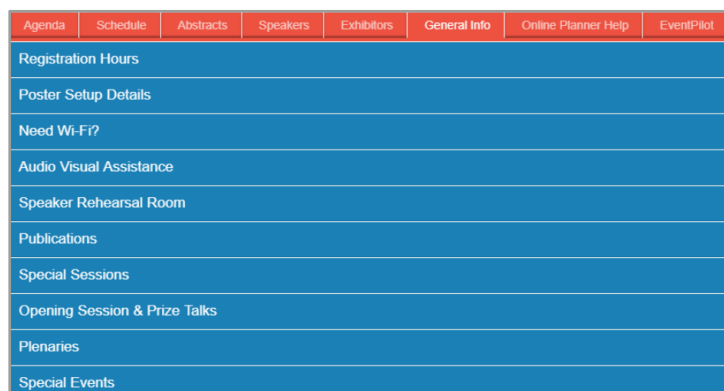 Agenda Schedule Abstracts Speakers Exhibitors General Info Online Planner Help EventPilot
Registration Hours
Poster Setup Details
Need Wi-Fi?
Audio Visual Assistance
Speaker Rehearsal Room
Publications
Special Sessions
Opening Session & Prize Talks
Plenaries
Special Events